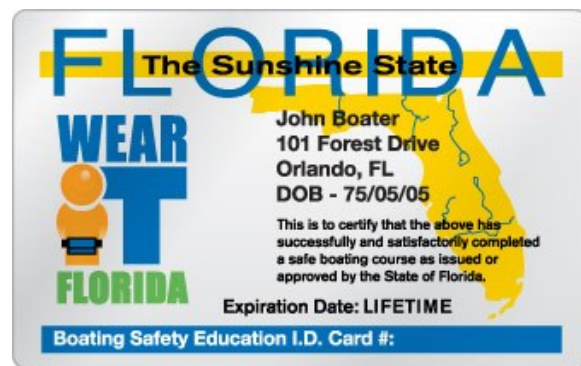 FLORIDA
The Sunshine State
WEAR
IT
FLORIDA
John Boater
101 Forest Drive
Orlando, FL
DOB - 75/05/05
This is to certify that the above has
successfully and satisfactorily completed
a safe boating course as issued or
approved by the State of Florida.
Expiration Date: LIFETIME
Boating Safety Education I.D. Card #: